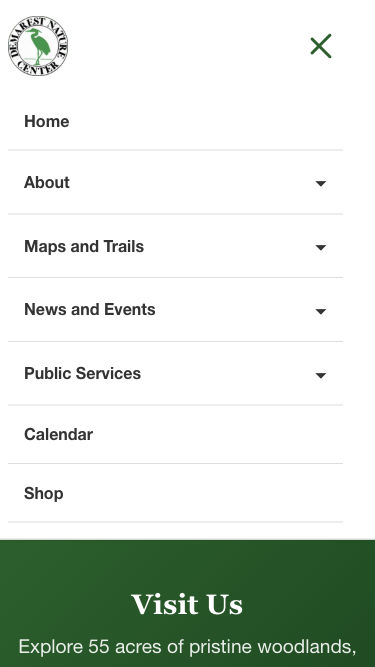 DEMAREST NATURE CENTER
Home
About
Maps and Trails
News and Events
Public Services
Calendar
Shop
Visit Us
Explore 55 acres of pristine woodlands,